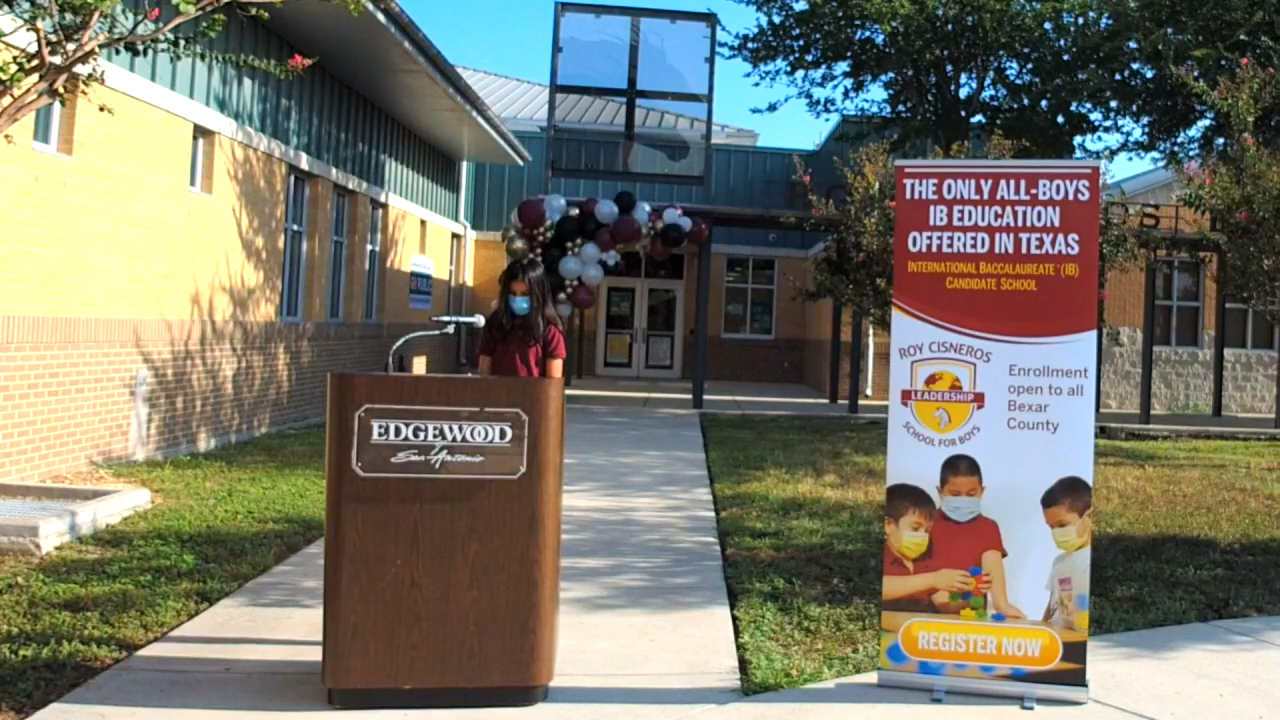 EDGEWOOD
San Antonio
THE ONLY ALL-BOYS
IB EDUCATION
OFFERED IN TEXAS
INTERNATIONAL BACCALAUREATE (IB)
CANDIDATE SCHOOL
ROY CISNEROS
LEADERSHIP
SCHOOL FOR BOYS
Enrollment
open to all
Bexar
County
REGISTER NOW